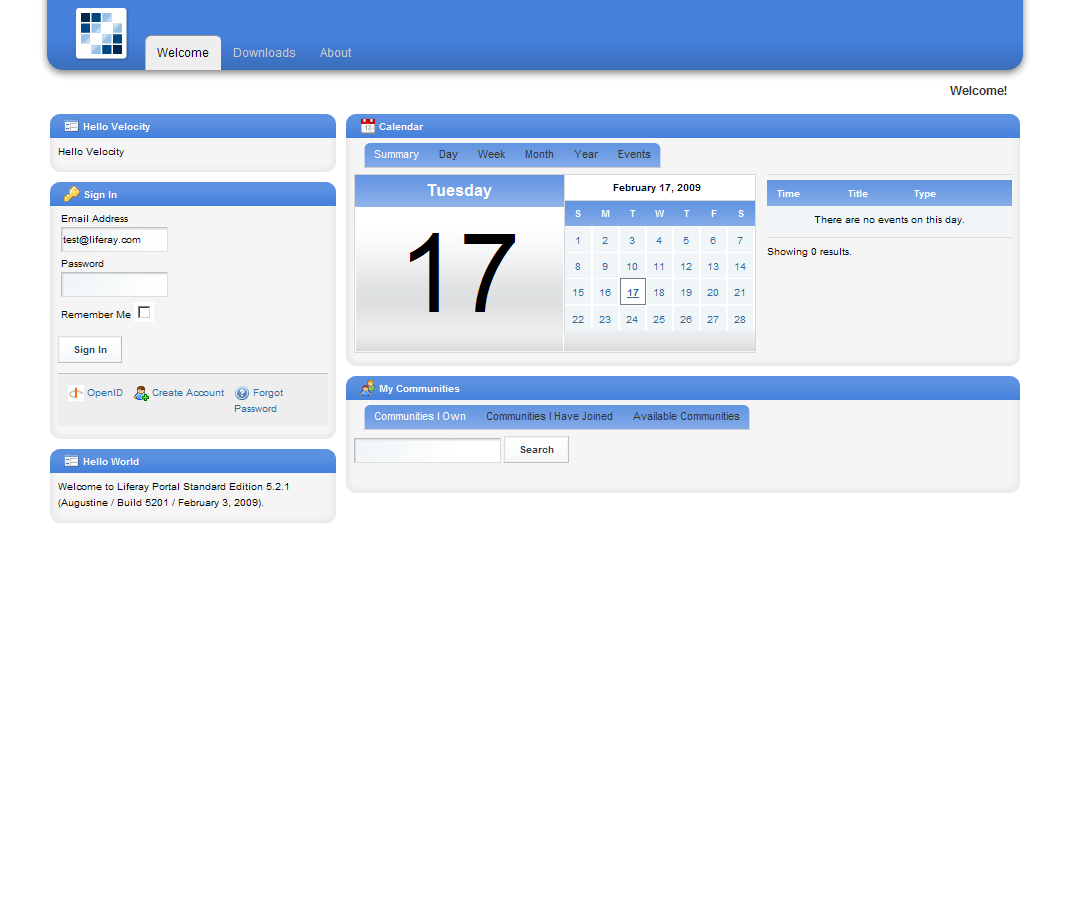 Welcome Downloads About
Welcome!
Hello Velocity
Hello Velocity
Sign In
Email Address
test@liferay.com
Password
Remember Me
Sign In
OpenID Create Account Forgot
Password
Hello World
Welcome to Liferay Portal Standard Edition 5.2.1
(Augustine / Build 5201 / February 3, 2009).
Calendar
Summary Day Week Month Year Events
Tuesday
17
February 17, 2009
S M T W T F S
1 2 3 4 5 6 7
8 9 10 11 12 13 14
15 16 17 18 19 20 21
22 23 24 25 26 27 28
Time Title Type
There are no events on this day.
Showing 0 results.
My Communities
Communities I Own Communities I Have Joined Available Communities
Search